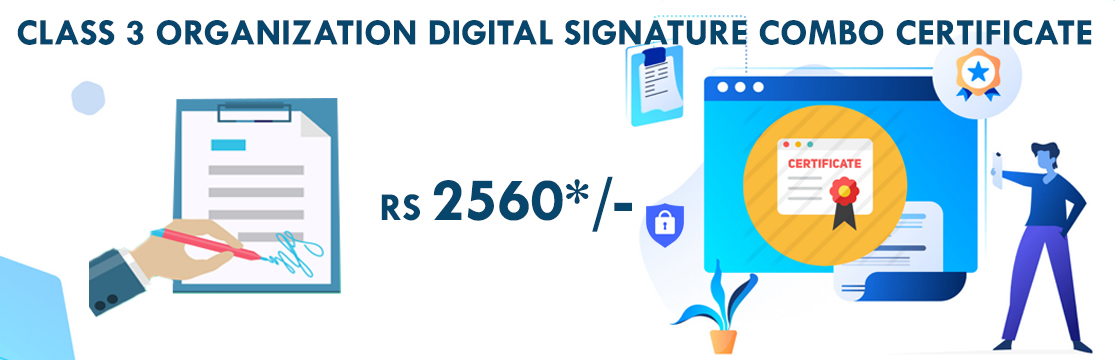 CLASS 3 ORGANIZATION DIGITAL SIGNATURE COMBO CERTIFICATE
RS 2560*/-
CERTIFICATE